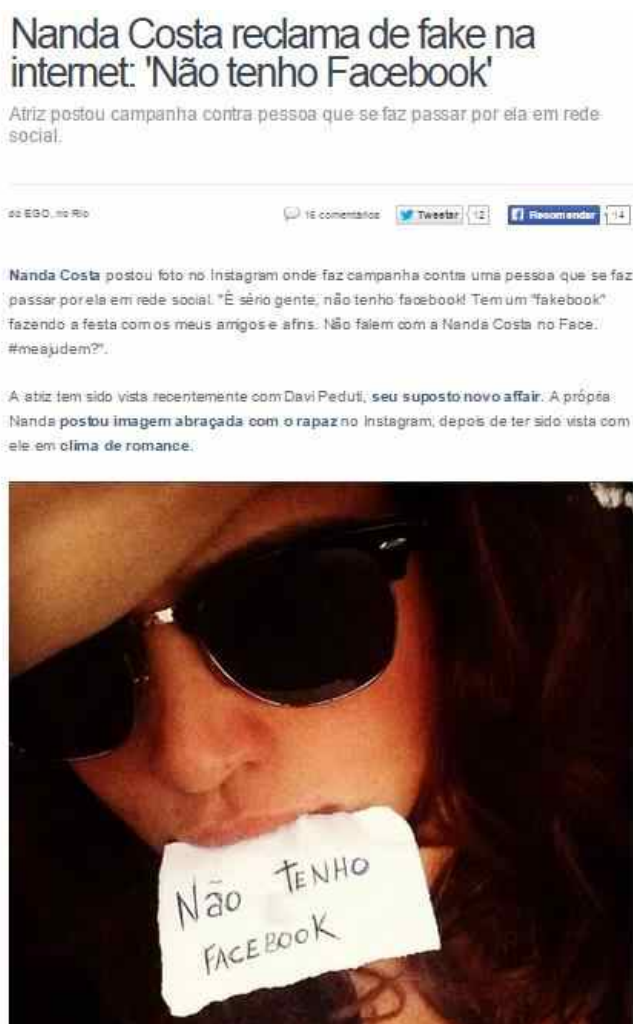 Nanda Costa reclama de fake na
internet: 'Não tenho Facebook'
Atriz postou campanha contra pessoa que se faz passar por ela em rede
social.
do EGO, no Rio
16 comentários
Tweetar
12
Recomendar
14
Nanda Costa postou foto no Instagram onde faz campanha contra uma pessoa que se faz
passar por ela em rede social. "É sério gente, não tenho facebook! Tem um "fakebook"
fazendo a festa com os meus amigos e afins. Não falem com a Nanda Costa no Face.
#meajudem?".
A atriz tem sido vista recentemente com Davi Peduti, seu suposto novo affair. A própria
Nanda postou imagem abraçada com o rapaz no Instagram, depois de ter sido vista com
ele em clima de romance.
Não TENHO
FACEBOOK